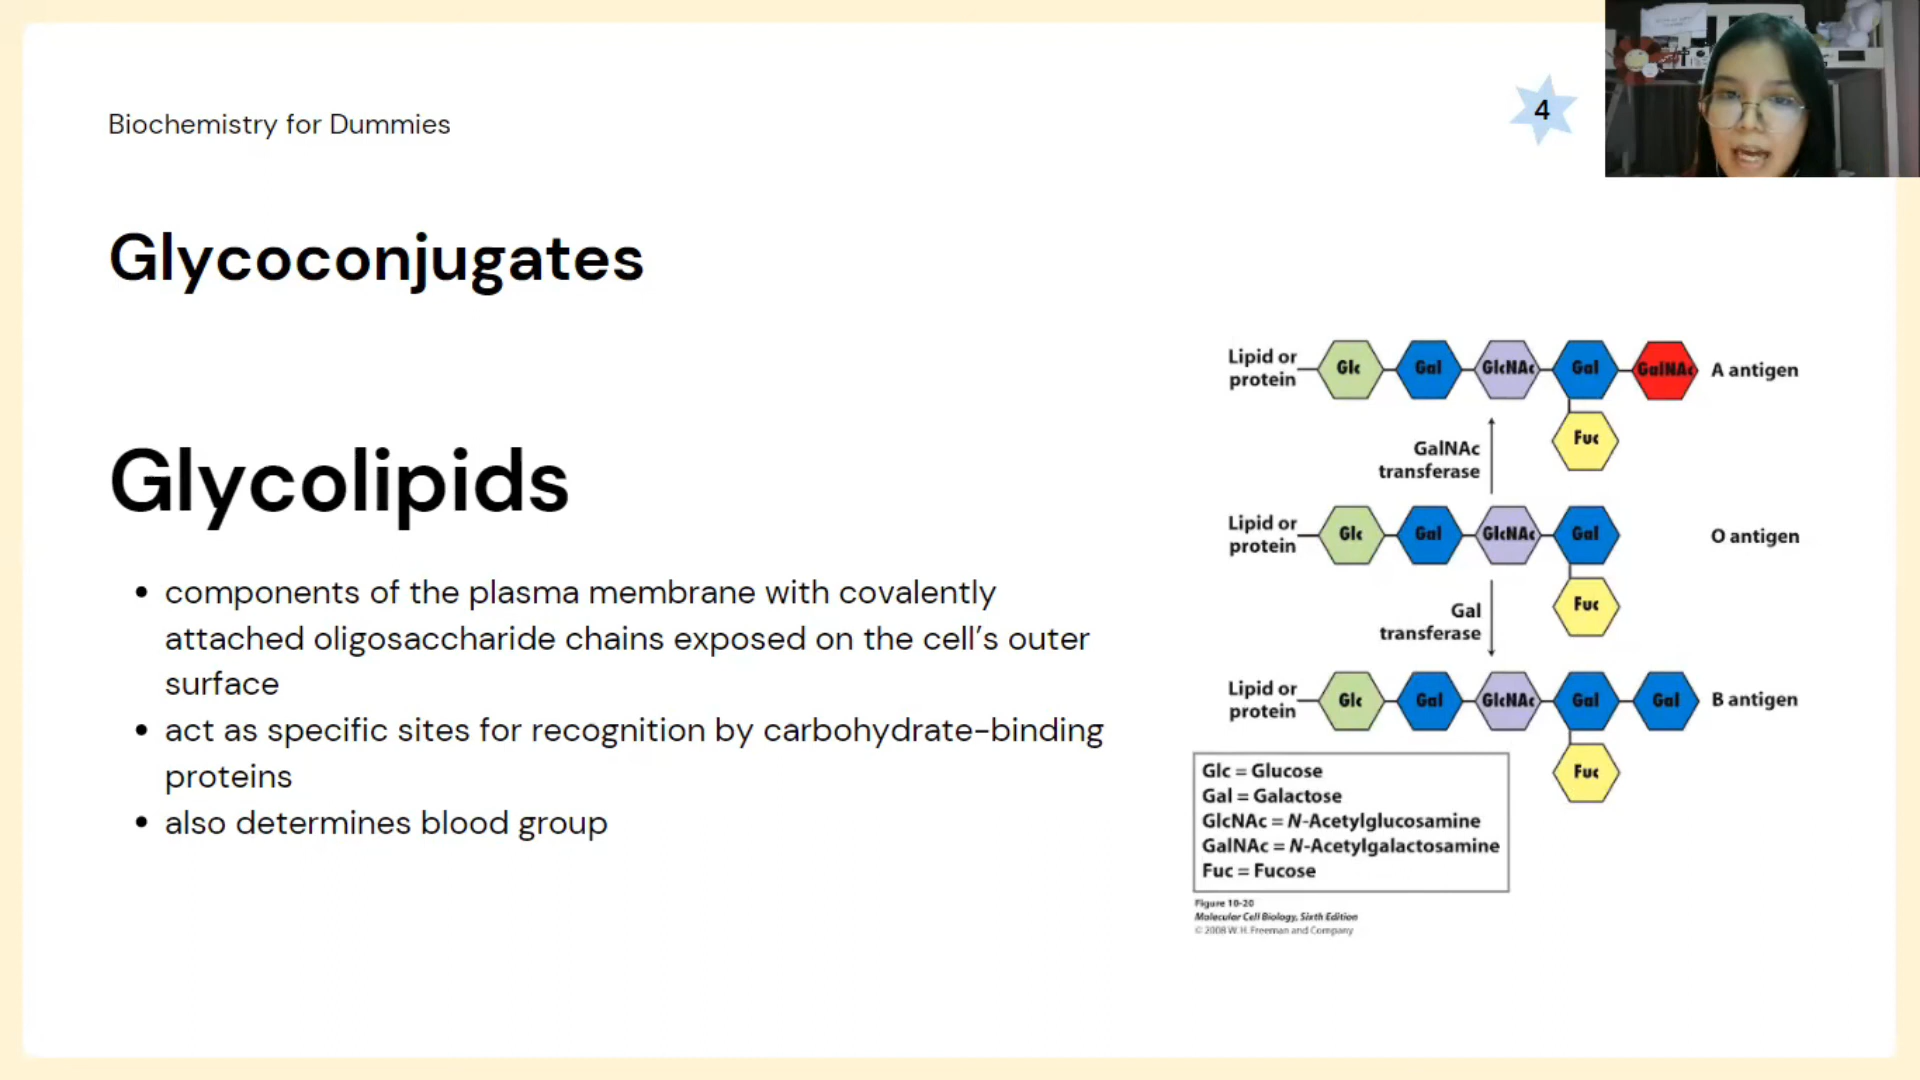 Biochemistry for Dummies
4
Glycoconjugates
Glycolipids
• components of the plasma membrane with covalently
attached oligosaccharide chains exposed on the cell’s outer
surface
• act as specific sites for recognition by carbohydrate-binding
proteins
• also determines blood group
Lipid or
protein
Glc
Gal
GlcNAc
Gal
GalNAc
A antigen
Fuc
GalNAc
transferase
Lipid or
protein
Glc
Gal
GlcNAc
Gal
O antigen
Fuc
Gal
transferase
Lipid or
protein
Glc
Gal
GlcNAc
Gal
Gal
B antigen
Fuc
Glc = Glucose
Gal = Galactose
GlcNAc = N-Acetylglucosamine
GalNAc = N-Acetylgalactosamine
Fuc = Fucose
Figure 10-20
Molecular Cell Biology, Sixth Edition
© 2008 W. H. Freeman and Company